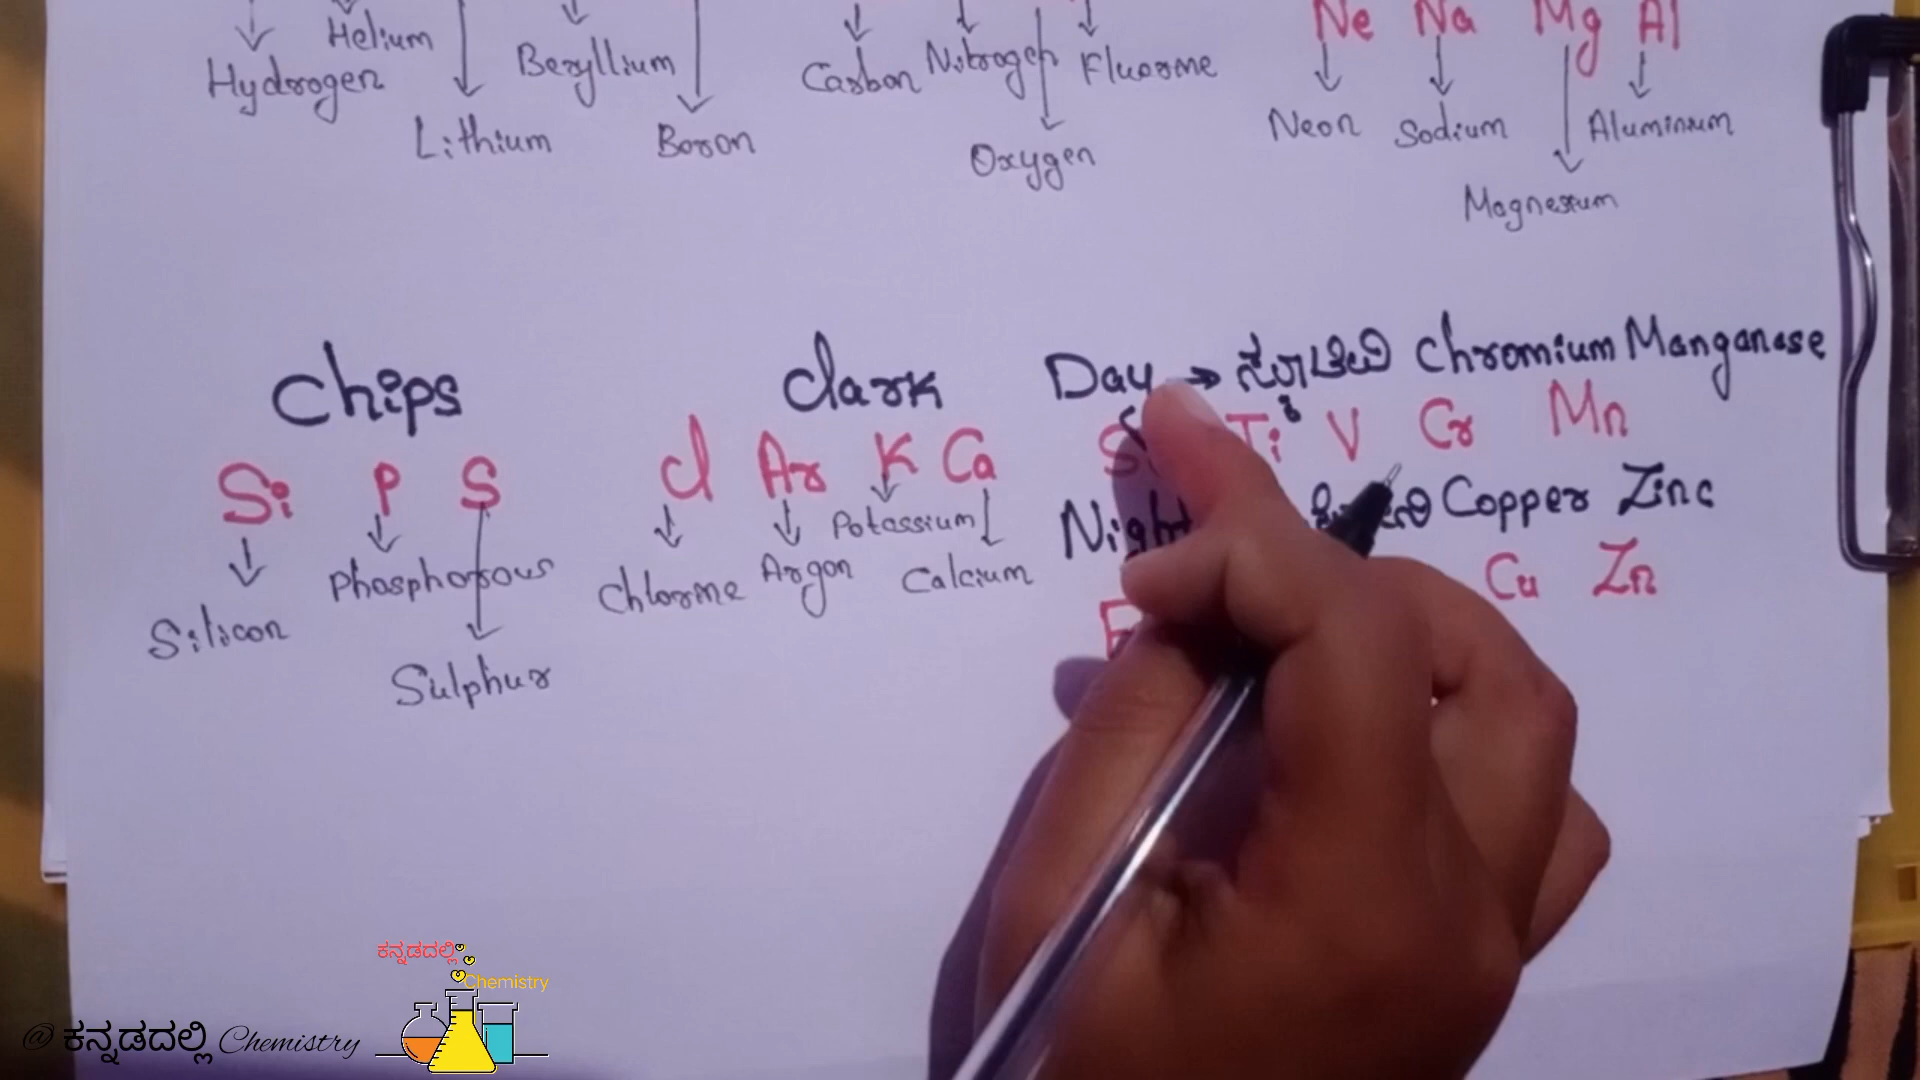 Ne Na Mg Al
Helium
Hydrogen
Beryllium
Carbon Nitrogen Fluorine
Lithium
Boron
Oxygen
Neon Sodium Aluminium
Magnesium
Chips
Si P S
Phosphorous
Silicon
Sulphur
Clark
Cl Ar K Ca
Potassium
Chlorine Argon Calcium
Day → Chromium Manganese
Ti V Cr Mn
Night Copper Zinc
Cu Zn
ಕನ್ನಡದಲ್ಲಿ
Chemistry
@ ಕನ್ನಡದಲ್ಲಿ Chemistry